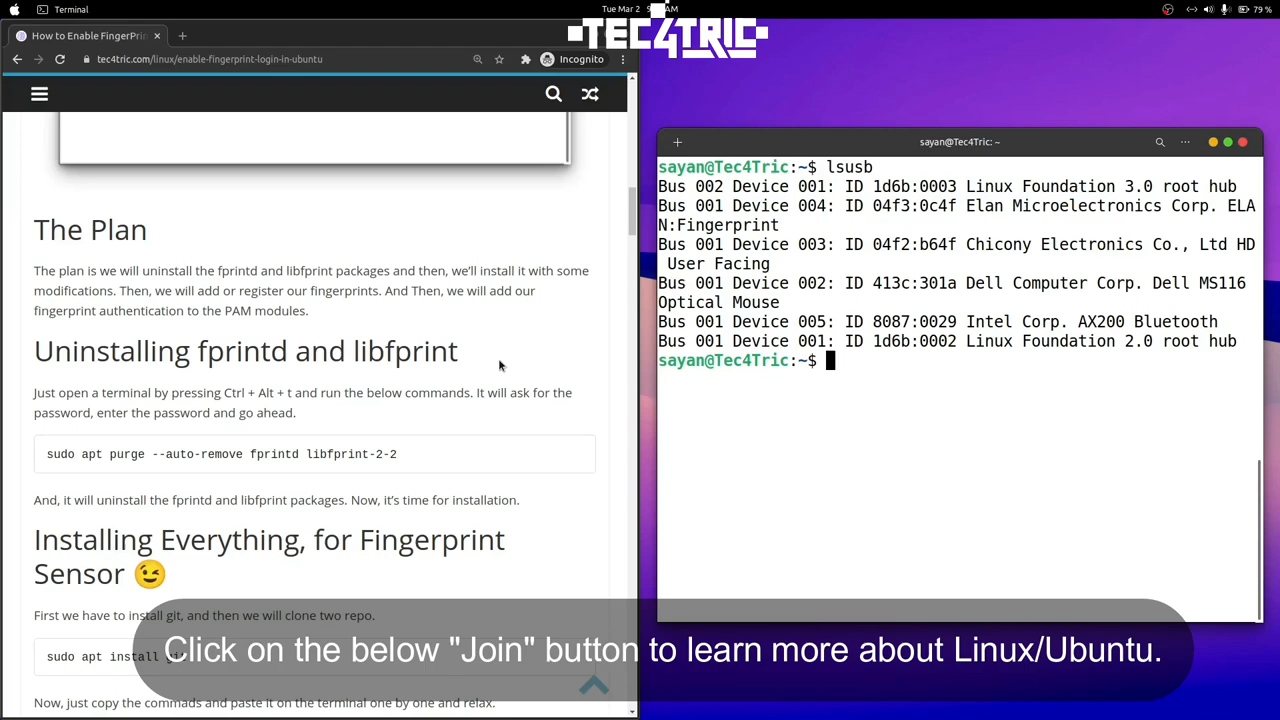 Terminal
Tue Mar 2
AM
79 %
TEC4TRIC
How to Enable FingerPrin
tec4tric.com/linux/enable-fingerprint-login-in-ubuntu
Incognito
The Plan
The plan is we will uninstall the fprintd and libfprint packages and then, we'll install it with some
modifications. Then, we will add or register our fingerprints. And Then, we will add our
fingerprint authentication to the PAM modules.
Uninstalling fprintd and libfprint
Just open a terminal by pressing Ctrl + Alt + t and run the below commands. It will ask for the
password, enter the password and go ahead.
sudo apt purge --auto-remove fprintd libfprint-2-2
And, it will uninstall the fprintd and libfprint packages. Now, it's time for installation.
Installing Everything, for Fingerprint
Sensor 😉
First we have to install git, and then we will clone two repo.
sudo apt install git
Now, just copy the commads and paste it on the terminal one by one and relax.
sayan@Tec4Tric: ~
sayan@Tec4Tric:~$ lsusb
Bus 002 Device 001: ID 1d6b:0003 Linux Foundation 3.0 root hub
Bus 001 Device 004: ID 04f3:0c4f Elan Microelectronics Corp. ELA
N:Fingerprint
Bus 001 Device 003: ID 04f2:b64f Chicony Electronics Co., Ltd HD
User Facing
Bus 001 Device 002: ID 413c:301a Dell Computer Corp. Dell MS116
Optical Mouse
Bus 001 Device 005: ID 8087:0029 Intel Corp. AX200 Bluetooth
Bus 001 Device 001: ID 1d6b:0002 Linux Foundation 2.0 root hub
sayan@Tec4Tric:~$
Click on the below "Join" button to learn more about Linux/Ubuntu.